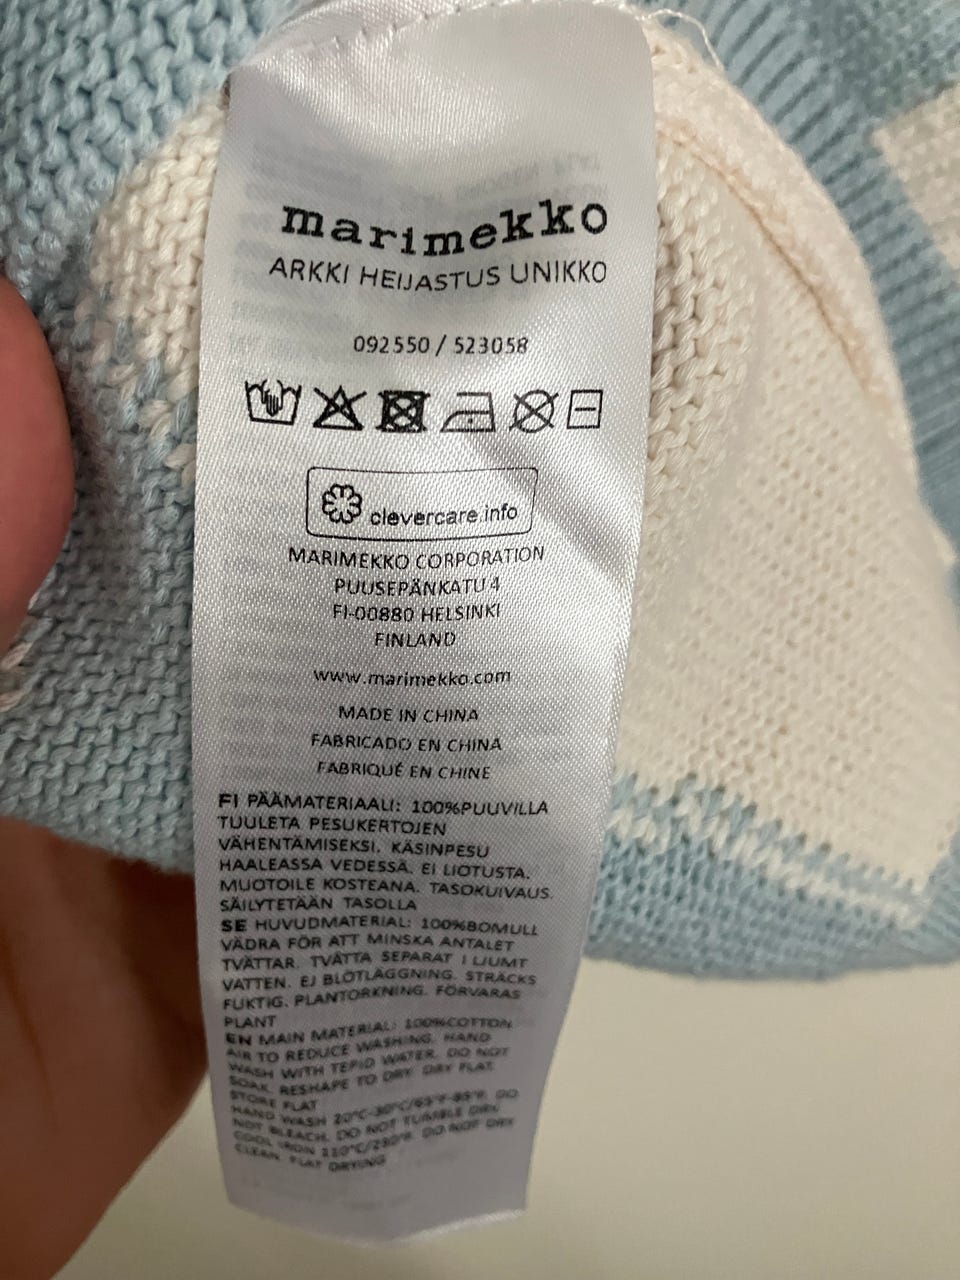 marimekko
ARKKI HEIJASTUS UNIKKO
092550 / 523058
clevercare.info
MARIMEKKO CORPORATION
PUUSEPÄNKATU 4
FI-00880 HELSINKI
FINLAND
www.marimekko.com
MADE IN CHINA
FABRICADO EN CHINA
FABRIQUÉ EN CHINE
FI PÄÄMATERIAALI: 100%PUUVILLA
TUULETA PESUKERTOJEN
VÄHENTÄMISEKSI. KÄSINPESU
HAALEASSA VEDESSÄ. EI LIOTUSTA.
MUOTOILE KOSTEANA. TASOKUIVAUS.
SÄILYTETÄÄN TASOLLA
SE HUVUDMATERIAL: 100%BOMULL
VÄDRA FÖR ATT MINSKA ANTALET
TVÄTTAR. TVÄTTA SEPARAT I LJUMT
VATTEN. EJ BLÖTLÄGGNING. STRÄCKS
FUKTIG. PLANTORKNING. FÖRVARAS
PLANT
EN MAIN MATERIAL: 100%COTTON
AIR TO REDUCE WASHING. HAND
WASH WITH TEPID WATER. DO NOT
SOAK. RESHAPE TO DRY. DRY FLAT.
STORE FLAT
HAND WASH 20°C-30°C/65°F-85°F. DO
NOT BLEACH. DO NOT TUMBLE DRY.
COOL IRON 110°C/230°F. DO NOT DRY
CLEAN. FLAT DRYING